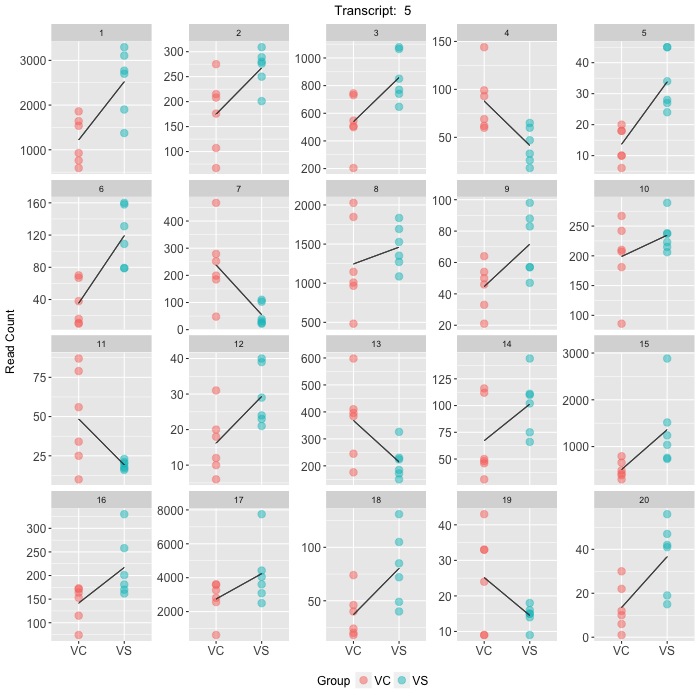 Transcript: 5
1 2 3 4 5
3000 2000 1000
300 250 200 150 100
1000 800 600 400 200
150 100 50
40 30 20 10
6 7 8 9 10
160 120 80 40
400 300 200 100 0
2000 1500 1000 500
100 80 60 40 20
250 200 150 100
Read Count
11 12 13 14 15
75 50 25
40 30 20 10
600 500 400 300 200
125 100 75 50
3000 2000 1000
16 17 18 19 20
300 250 200 150 100
8000 6000 4000 2000
100 50
40 30 20 10
40 20 0
VC VS VC VS VC VS VC VS VC VS
Group VC VS